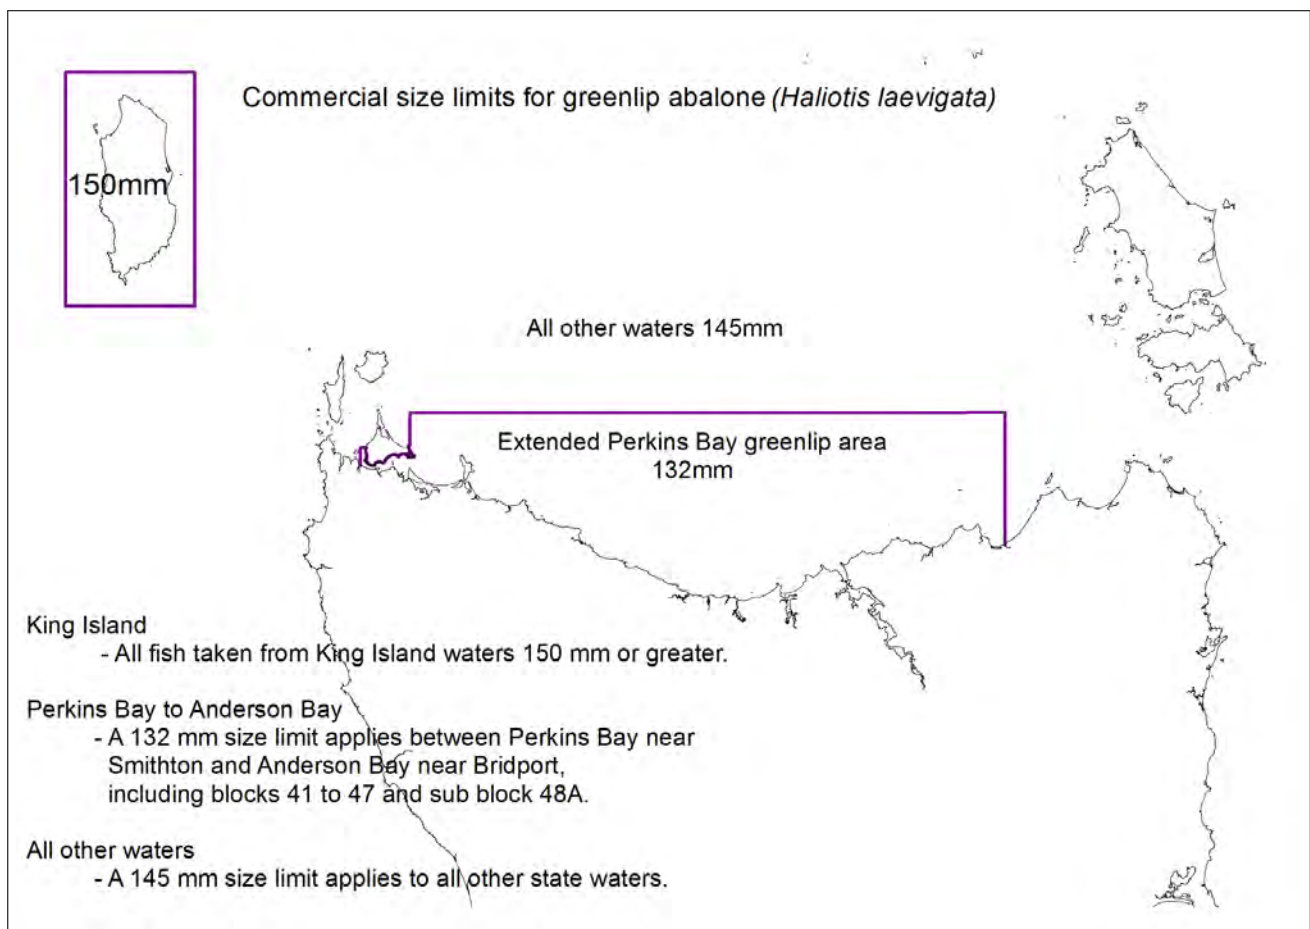 Commercial size limits for greenlip abalone (Haliotis laevigata)
150mm
All other waters 145mm
Extended Perkins Bay greenlip area
132mm
King Island
- All fish taken from King Island waters 150 mm or greater.
Perkins Bay to Anderson Bay
- A 132 mm size limit applies between Perkins Bay near
Smithton and Anderson Bay near Bridport,
including blocks 41 to 47 and sub block 48A.
All other waters
- A 145 mm size limit applies to all other state waters.